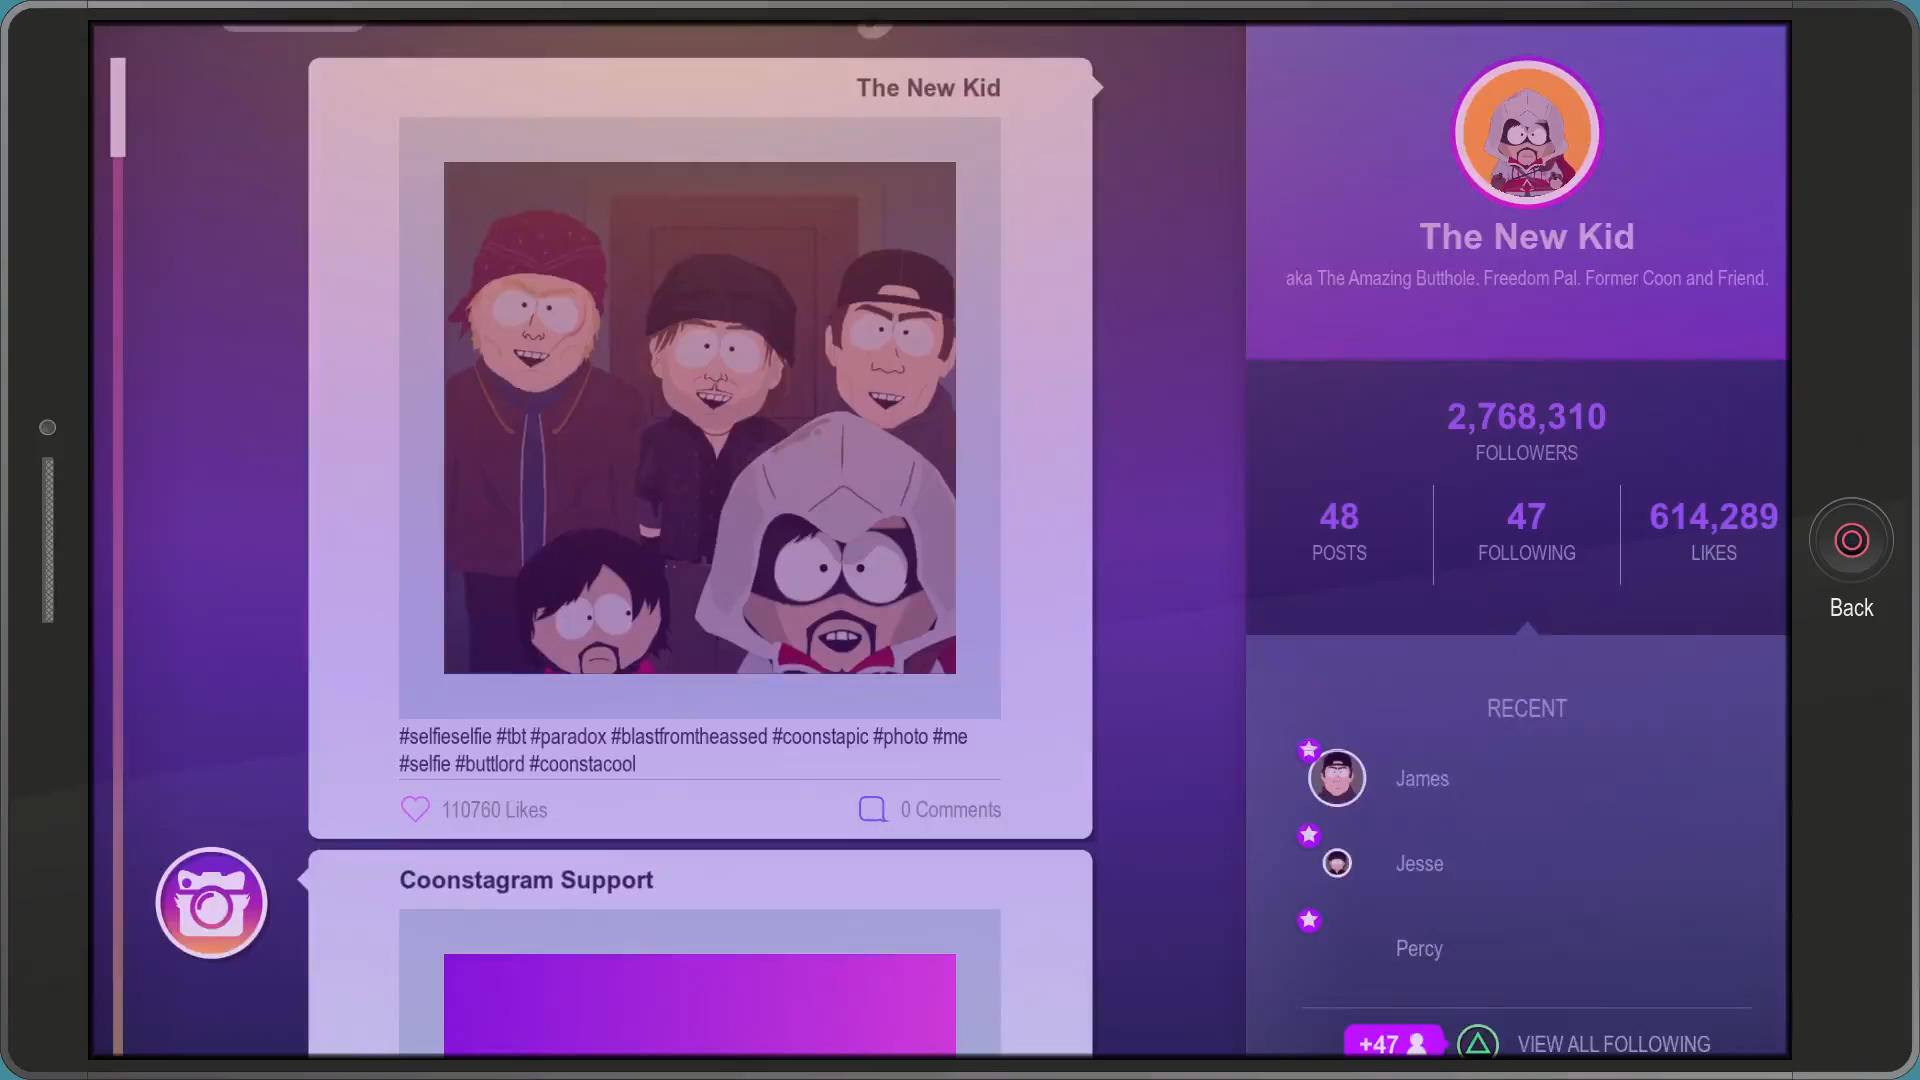 The New Kid
#selfieselfie #tbt #paradox #blastfromtheassed #coonstapic #photo #me
#selfie #buttlord #coonstacool
110760 Likes
0 Comments
Coonstagram Support
The New Kid
aka The Amazing Butthole. Freedom Pal. Former Coon and Friend.
2,768,310
FOLLOWERS
48
POSTS
47
FOLLOWING
614,289
LIKES
RECENT
James
Jesse
Percy
+47
VIEW ALL FOLLOWING
Back